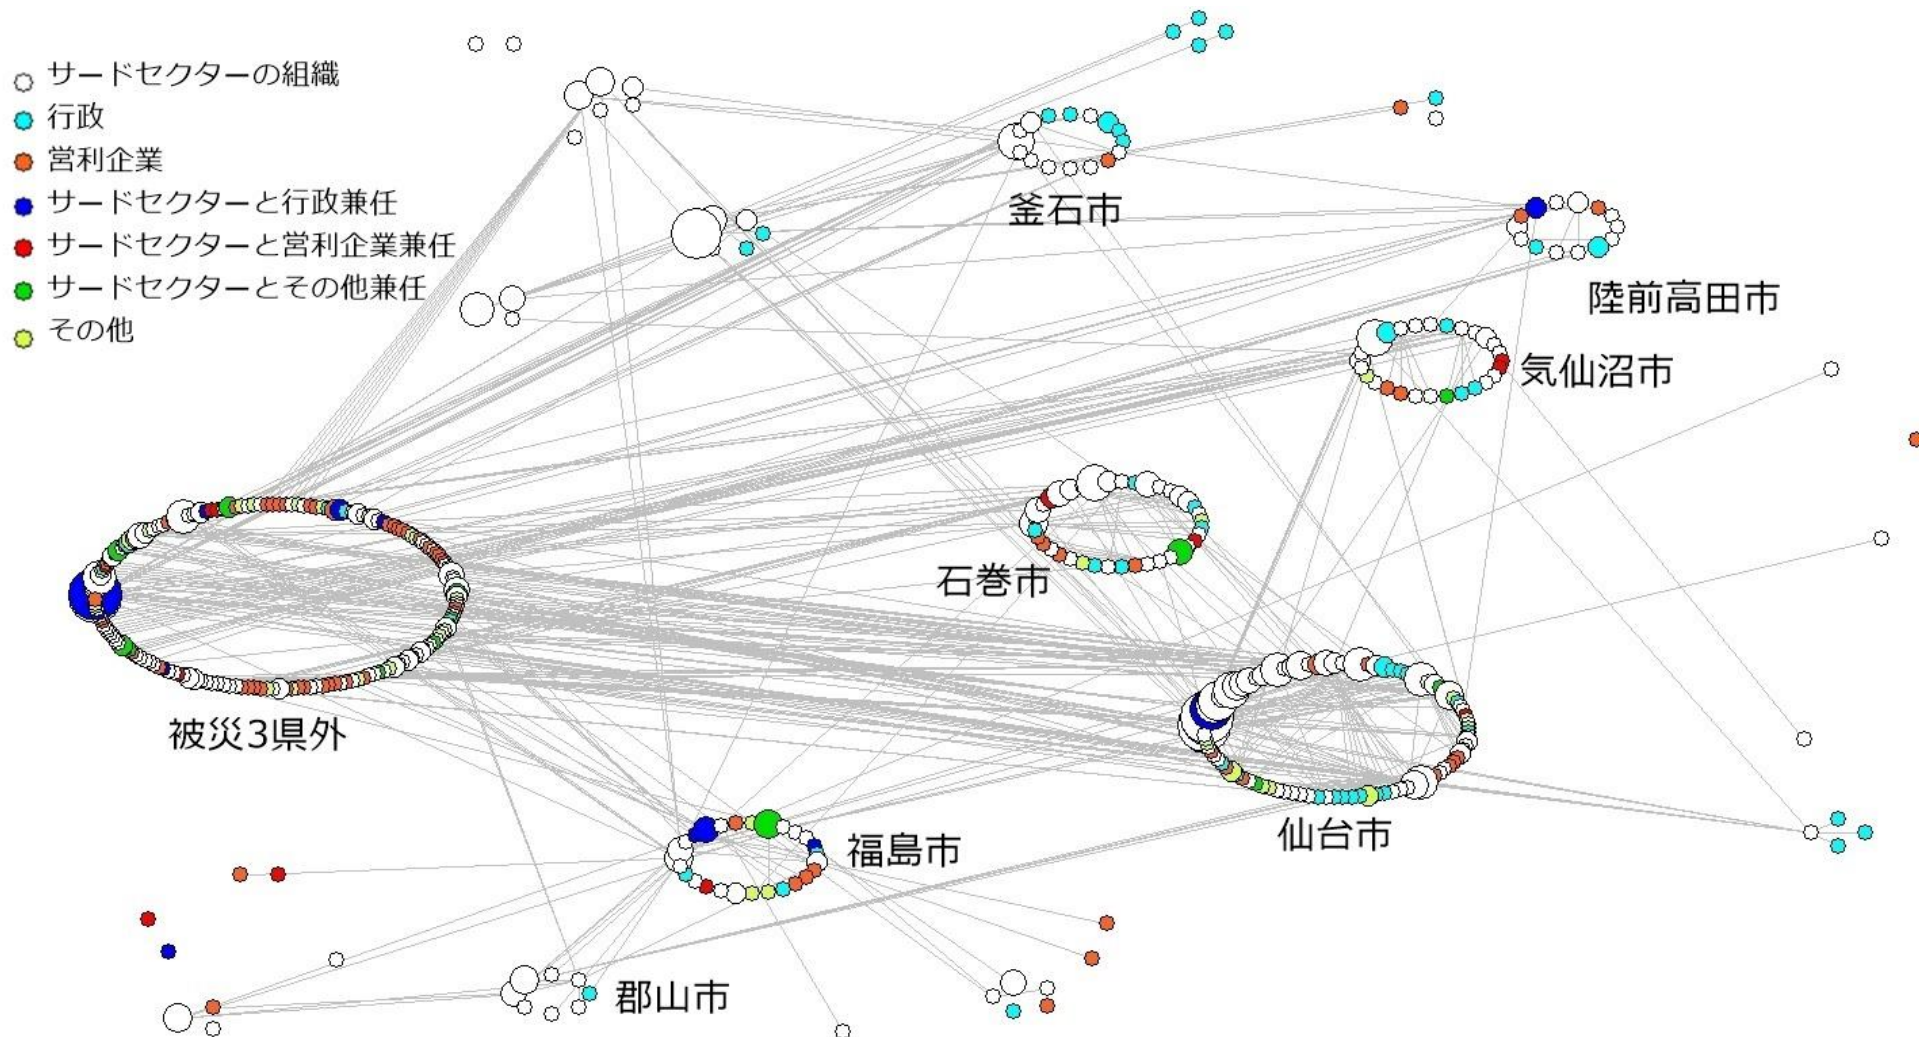 サードセクターの組織
行政
営利企業
サードセクターと行政兼任
サードセクターと営利企業兼任
サードセクターとその他兼任
その他
釜石市
陸前高田市
気仙沼市
石巻市
被災3県外
仙台市
福島市
郡山市